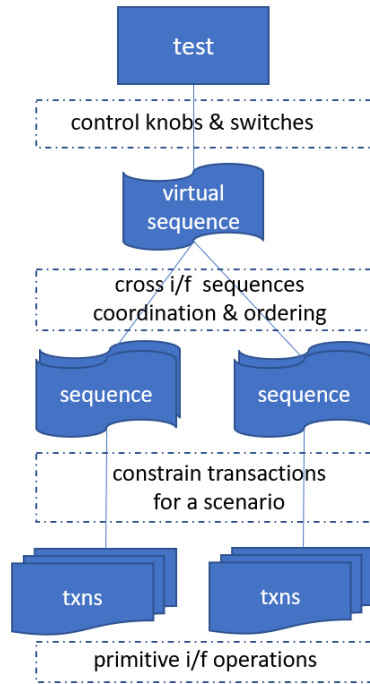 test
control knobs & switches
virtual
sequence
cross i/f sequences
coordination & ordering
sequence
sequence
constrain transactions
for a scenario
txns
txns
primitive i/f operations